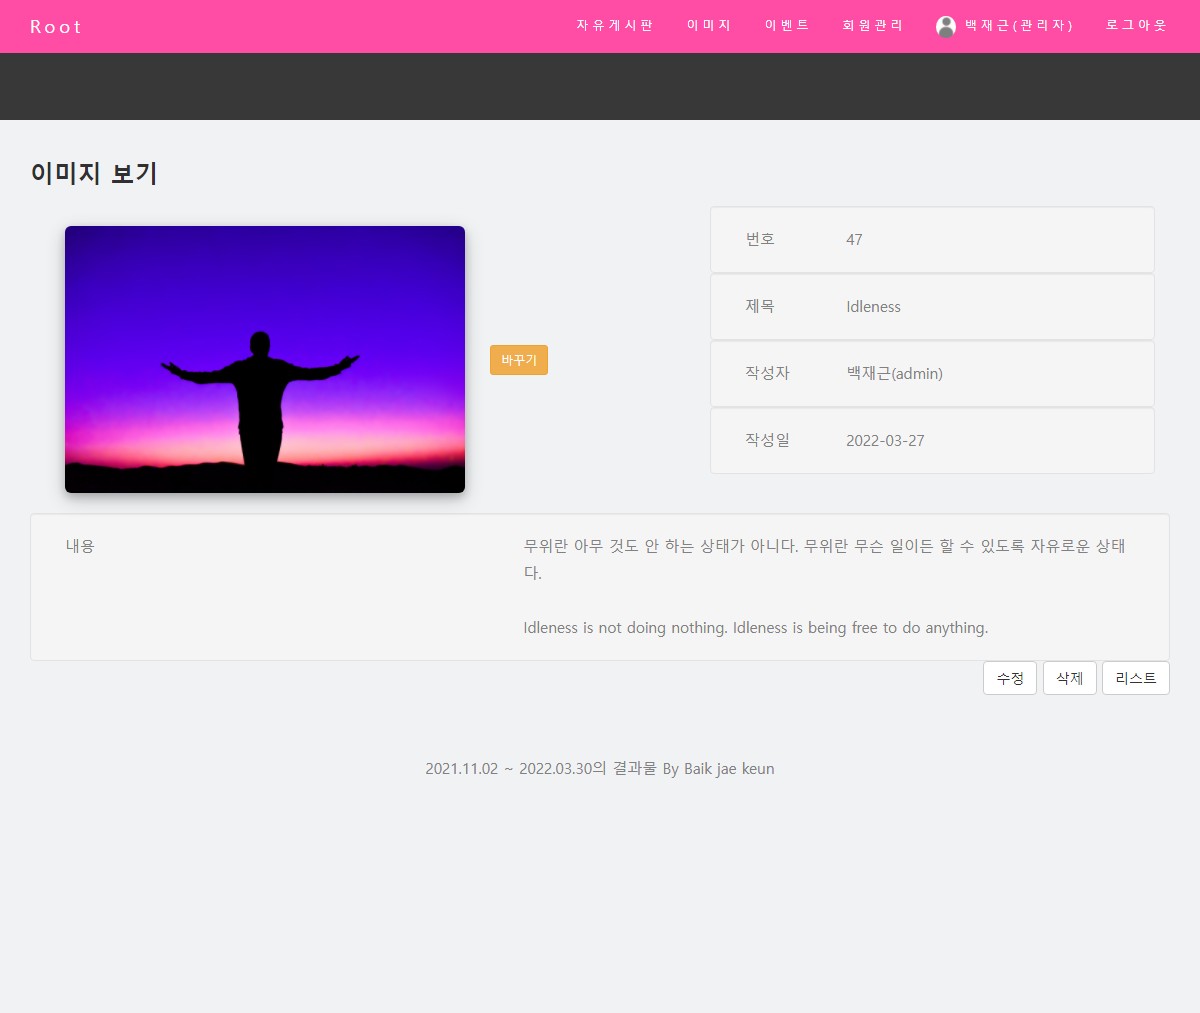 Root
자유게시판 이미지 이벤트 회원관리 백재근(관리자) 로그아웃
이미지 보기
바꾸기
번호 47
제목 Idleness
작성자 백재근(admin)
작성일 2022-03-27
내용 무위란 아무 것도 안 하는 상태가 아니다. 무위란 무슨 일이든 할 수 있도록 자유로운 상태
다.
Idleness is not doing nothing. Idleness is being free to do anything.
수정 삭제 리스트
2021.11.02 ~ 2022.03.30의 결과물 By Baik jae keun